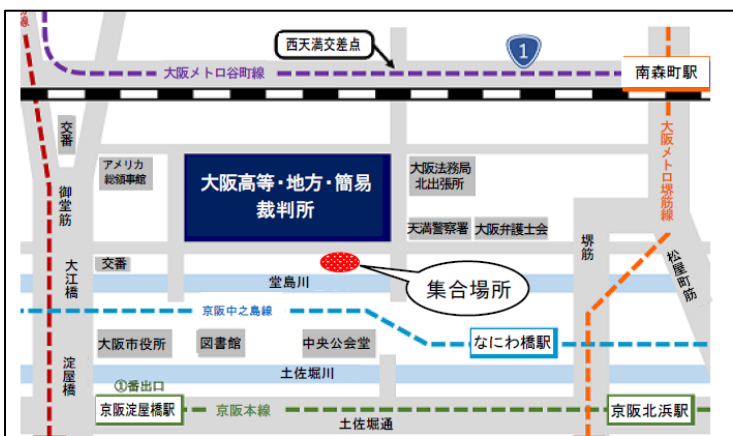 西天満交差点
1
大阪メトロ谷町線
南森町駅
交番
アメリカ
総領事館
大阪高等・地方・簡易
裁判所
大阪法務局
北出張所
大阪メトロ堺筋線
御堂筋
天満警察署
大阪弁護士会
堺筋
松屋町筋
交番
大江橋
堂島川
集合場所
京阪中之島線
なにわ橋駅
大阪市役所
図書館
中央公会堂
淀屋橋
土佐堀川
①番出口
京阪淀屋橋駅
京阪本線
京阪北浜駅
土佐堀通